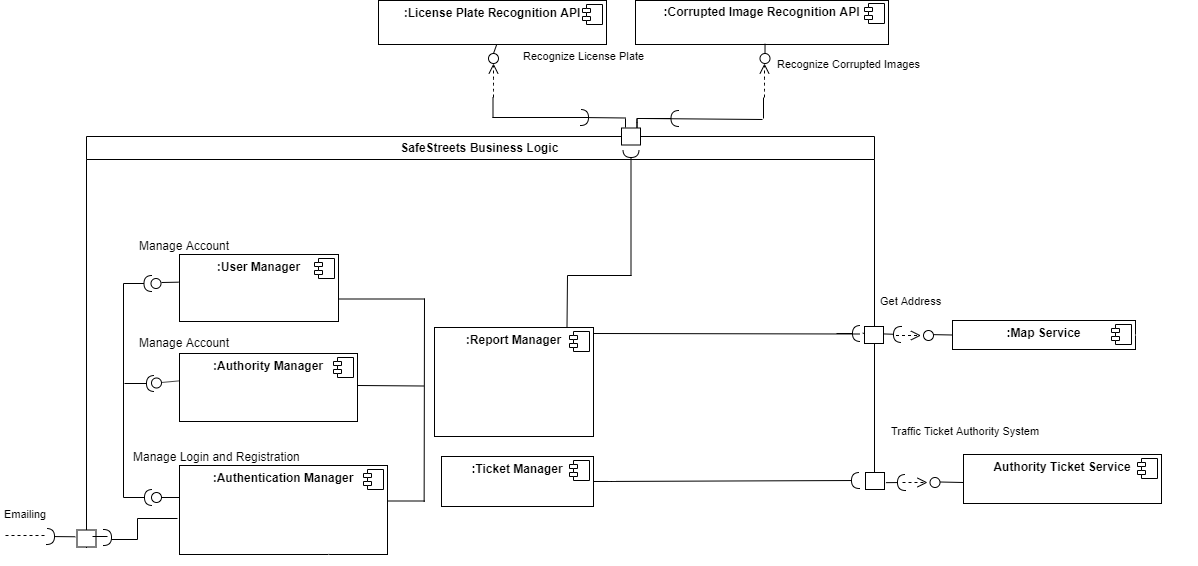 :License Plate Recognition API
:Corrupted Image Recognition API
Recognize License Plate
Recognize Corrupted Images
SafeStreets Business Logic
Manage Account
:User Manager
Get Address
:Report Manager
:Map Service
Manage Account
:Authority Manager
Traffic Ticket Authority System
Manage Login and Registration
:Authentication Manager
:Ticket Manager
Authority Ticket Service
Emailing